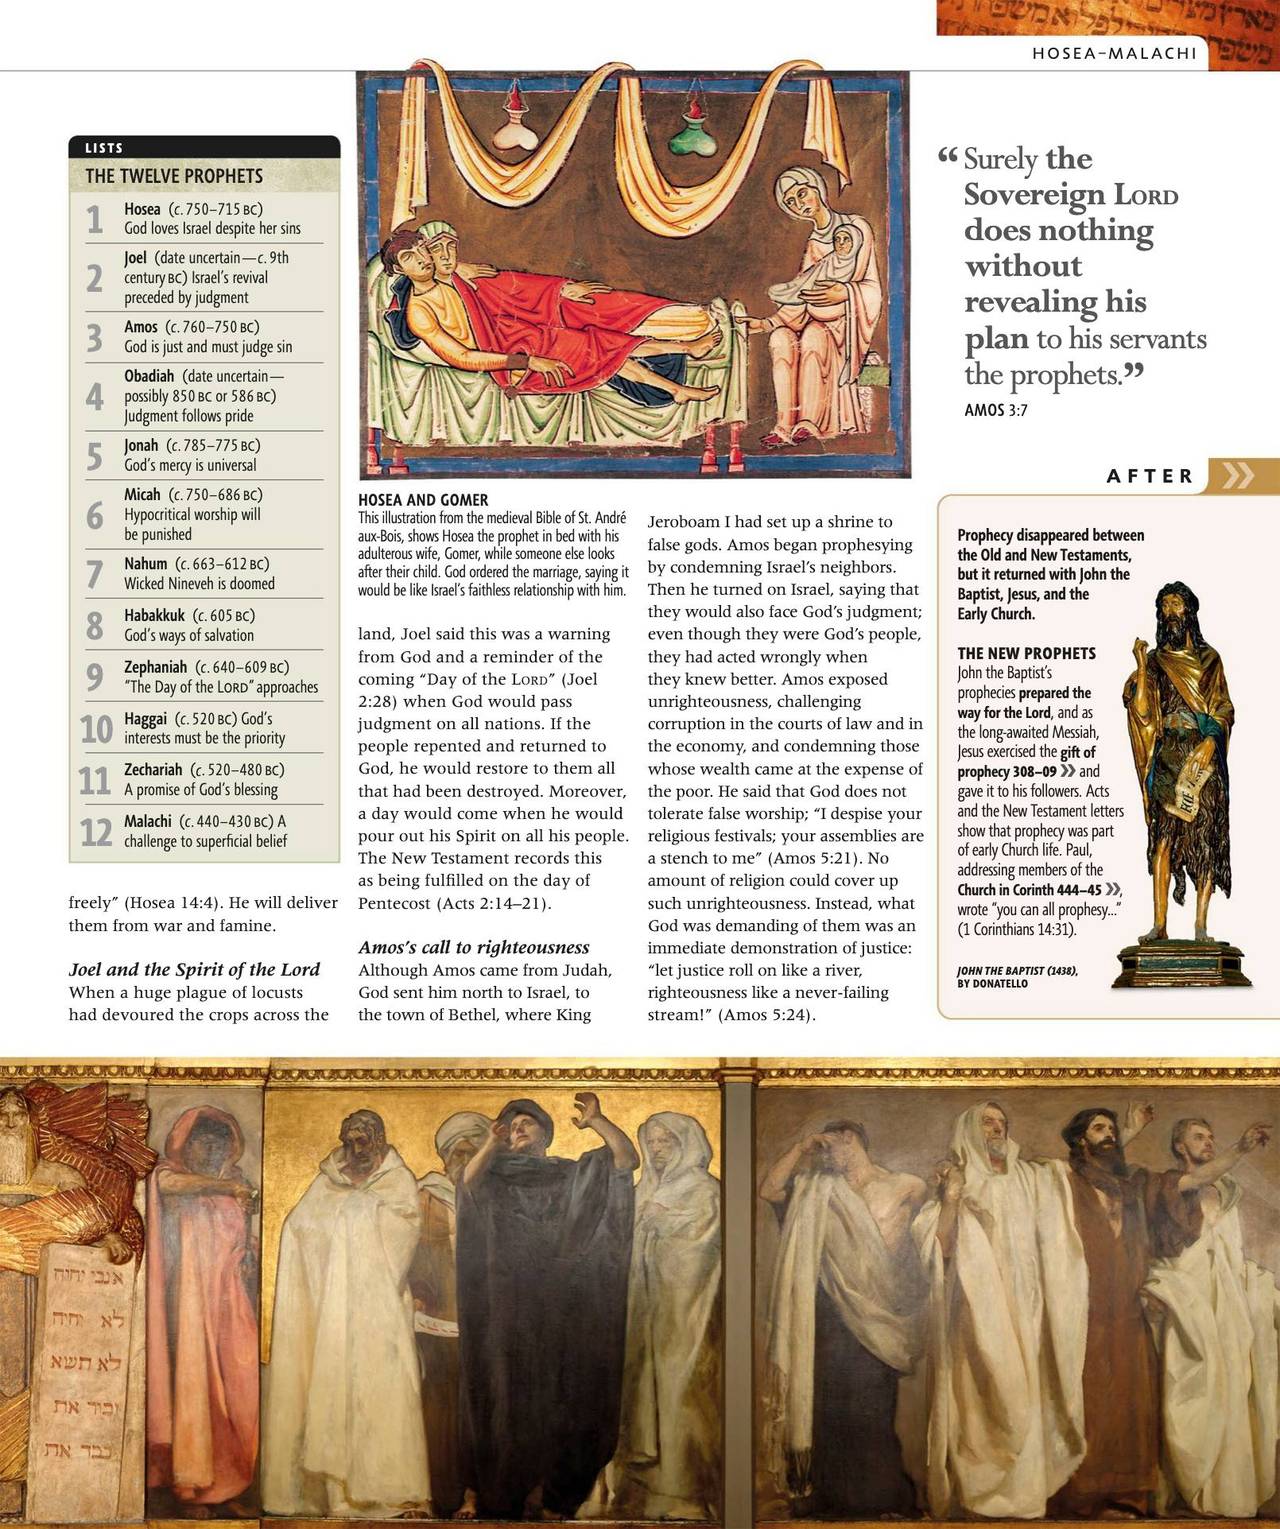 HOSEA–MALACHI
LISTS
THE TWELVE PROPHETS
1 Hosea (c. 750–715 BC)
God loves Israel despite her sins
2 Joel (date uncertain—c. 9th
century BC) Israel's revival
preceded by judgment
3 Amos (c. 760–750 BC)
God is just and must judge sin
4 Obadiah (date uncertain—
possibly 850 BC or 586 BC)
Judgment follows pride
5 Jonah (c. 785–775 BC)
God's mercy is universal
6 Micah (c. 750–686 BC)
Hypocritical worship will
be punished
7 Nahum (c. 663–612 BC)
Wicked Nineveh is doomed
8 Habakkuk (c. 605 BC)
God's ways of salvation
9 Zephaniah (c. 640–609 BC)
“The Day of the LORD” approaches
10 Haggai (c. 520 BC) God's
interests must be the priority
11 Zechariah (c. 520–480 BC)
A promise of God's blessing
12 Malachi (c. 440–430 BC) A
challenge to superficial belief
freely” (Hosea 14:4). He will deliver
them from war and famine.
Joel and the Spirit of the Lord
When a huge plague of locusts
had devoured the crops across the
HOSEA AND GOMER
This illustration from the medieval Bible of St. André
aux-Bois, shows Hosea the prophet in bed with his
adulterous wife, Gomer, while someone else looks
after their child. God ordered the marriage, saying it
would be like Israel's faithless relationship with him.
land, Joel said this was a warning
from God and a reminder of the
coming “Day of the LORD” (Joel
2:28) when God would pass
judgment on all nations. If the
people repented and returned to
God, he would restore to them all
that had been destroyed. Moreover,
a day would come when he would
pour out his Spirit on all his people.
The New Testament records this
as being fulfilled on the day of
Pentecost (Acts 2:14–21).
Amos's call to righteousness
Although Amos came from Judah,
God sent him north to Israel, to
the town of Bethel, where King
Jeroboam I had set up a shrine to
false gods. Amos began prophesying
by condemning Israel's neighbors.
Then he turned on Israel, saying that
they would also face God's judgment;
even though they were God's people,
they had acted wrongly when
they knew better. Amos exposed
unrighteousness, challenging
corruption in the courts of law and in
the economy, and condemning those
whose wealth came at the expense of
the poor. He said that God does not
tolerate false worship; “I despise your
religious festivals; your assemblies are
a stench to me” (Amos 5:21). No
amount of religion could cover up
such unrighteousness. Instead, what
God was demanding of them was an
immediate demonstration of justice:
“let justice roll on like a river,
righteousness like a never-failing
stream!” (Amos 5:24).
“Surely the
Sovereign LORD
does nothing
without
revealing his
plan to his servants
the prophets.”
AMOS 3:7
AFTER
Prophecy disappeared between
the Old and New Testaments,
but it returned with John the
Baptist, Jesus, and the
Early Church.
THE NEW PROPHETS
John the Baptist's
prophecies prepared the
way for the Lord, and as
the long-awaited Messiah,
Jesus exercised the gift of
prophecy 308–09 » and
gave it to his followers. Acts
and the New Testament letters
show that prophecy was part
of early Church life. Paul,
addressing members of the
Church in Corinth 444–45 »,
wrote “you can all prophesy...”
(1 Corinthians 14:31).
JOHN THE BAPTIST (1438),
BY DONATELLO
אנכי יהוה
לא יהיה
לא תשא
זכור את
כבד את